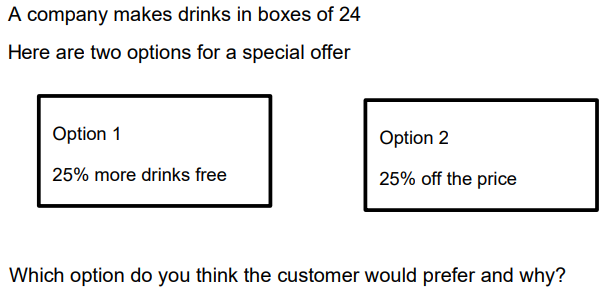 A company makes drinks in boxes of 24
Here are two options for a special offer
Option 1
25% more drinks free
Option 2
25% off the price
Which option do you think the customer would prefer and why?